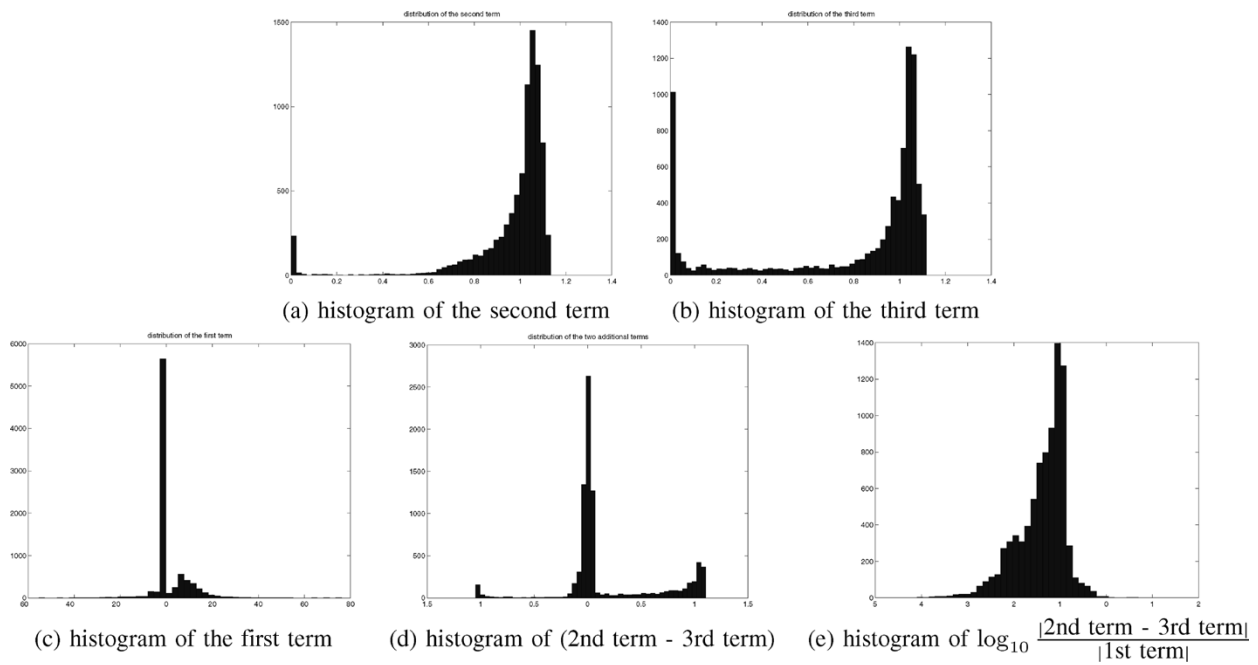 distribution of the second term
1500
1000
500
0
0 0.2 0.4 0.6 0.8 1 1.2 1.4
(a) histogram of the second term
distribution of the third term
1400
1200
1000
800
600
400
200
0
0 0.2 0.4 0.6 0.8 1 1.2 1.4
(b) histogram of the third term
distribution of the first term
6000
5000
4000
3000
2000
1000
0
60 40 20 0 20 40 60 80
(c) histogram of the first term
distribution of the two additional terms
3000
2500
2000
1500
1000
500
0
1.5 1 0.5 0 0.5 1 1.5
(d) histogram of (2nd term - 3rd term)
1400
1200
1000
800
600
400
200
0
5 4 3 2 1 0 1 2
(e) histogram of log₁₀ |2nd term - 3rd term| / |1st term|